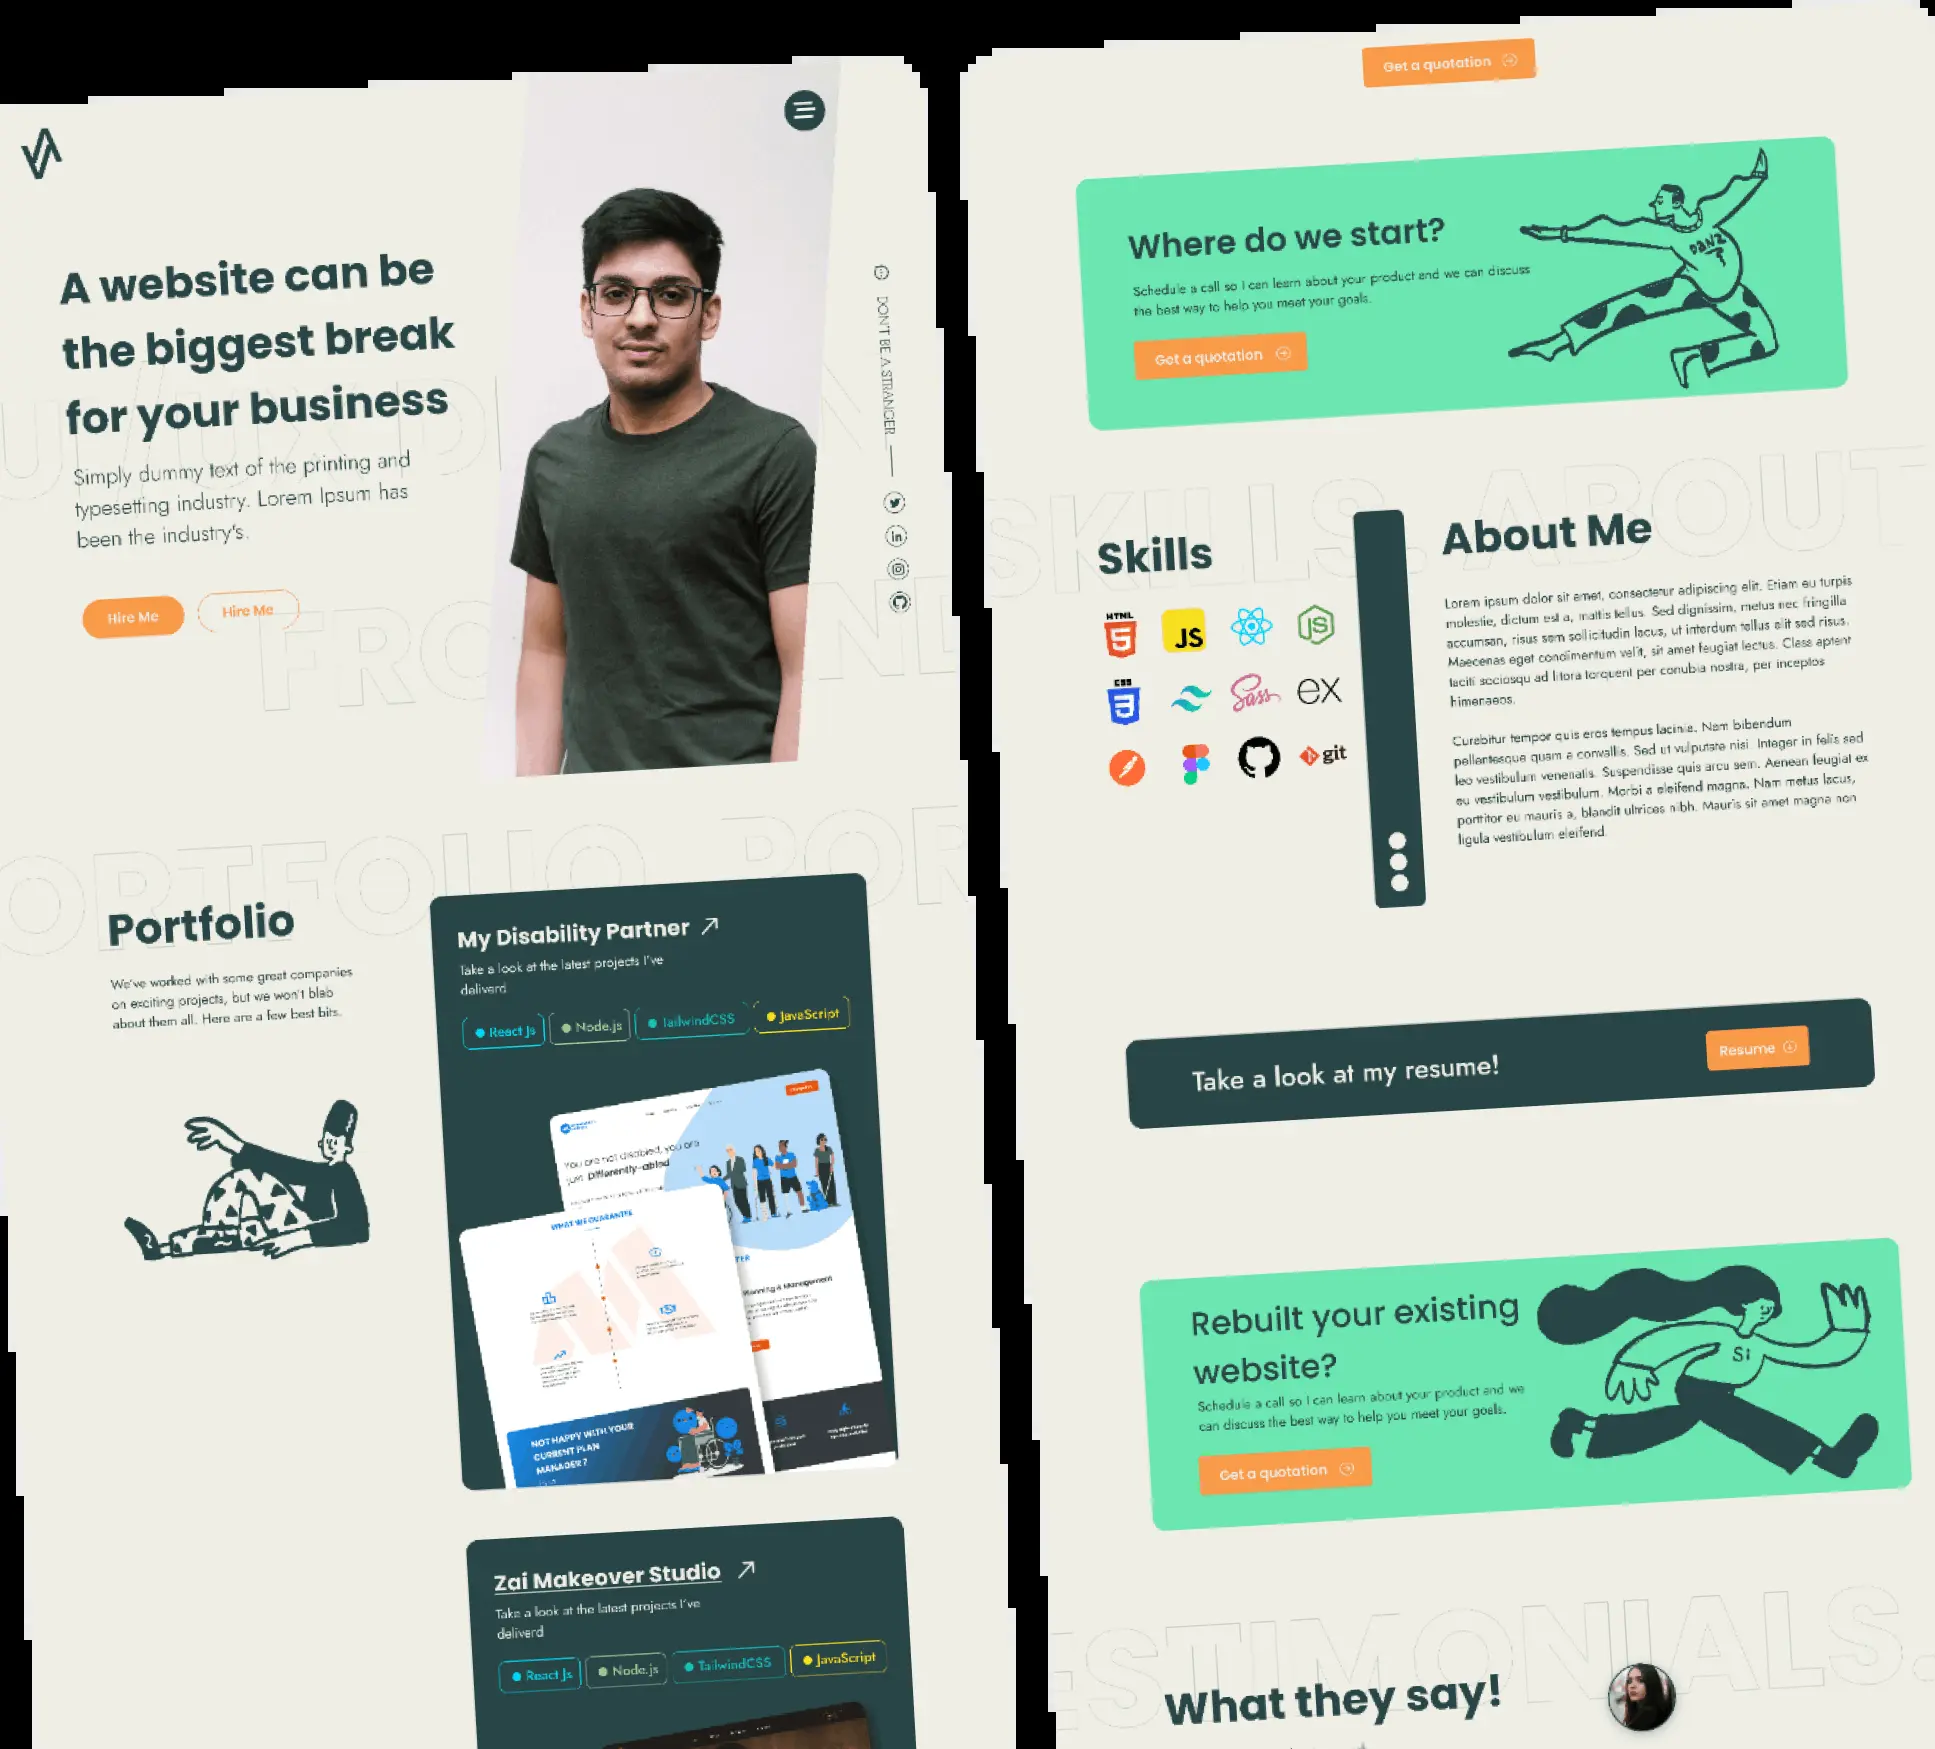 A website can be
the biggest break
for your business
Simply dummy text of the printing and
typesetting industry. Lorem Ipsum has
been the industry's.
Hire Me
Hire Me
DON'T BE A STRANGER
Portfolio
We've worked with some great companies
on exciting projects, but we won't blab
about them all. Here are a few best bits.
My Disability Partner
Take a look at the latest projects I've
deliverd
React Js
Node.js
TailwindCSS
JavaScript
You are not disabled, you are
just Differently-abled
WHAT WE GUARANTEE
NOT HAPPY WITH YOUR
CURRENT PLAN
MANAGER ?
Zai Makeover Studio
Take a look at the latest projects I've
deliverd
React Js
Node.js
TailwindCSS
JavaScript
Get a quotation
Where do we start?
Schedule a call so I can learn about your product and we can discuss
the best way to help you meet your goals.
Get a quotation
SKILLS. ABOUT
Skills
HTML
5
JS
JS
CSS
3
Sass
ex
git
About Me
Lorem ipsum dolor sit amet, consectetur adipiscing elit. Etiam eu turpis
molestie, dictum est a, mattis tellus. Sed dignissim, metus nec fringilla
accumsan, risus sem sollicitudin lacus, ut interdum tellus elit sed risus.
Maecenas eget condimentum velit, sit amet feugiat lectus. Class aptent
taciti sociosqu ad litora torquent per conubia nostra, per inceptos
himenaeos.
Curabitur tempor quis eros tempus lacinia. Nam bibendum
pellentesque quam a convallis. Sed ut vulputate nisi. Integer in felis sed
leo vestibulum venenatis. Suspendisse quis arcu sem. Aenean feugiat ex
eu vestibulum vestibulum. Morbi a eleifend magna. Nam metus lacus,
porttitor eu mauris a, blandit ultrices nibh. Mauris sit amet magna non
ligula vestibulum eleifend.
Take a look at my resume!
Resume
Rebuilt your existing
website?
Schedule a call so I can learn about your product and we
can discuss the best way to help you meet your goals.
Get a quotation
ESTIMONIALS.
What they say!